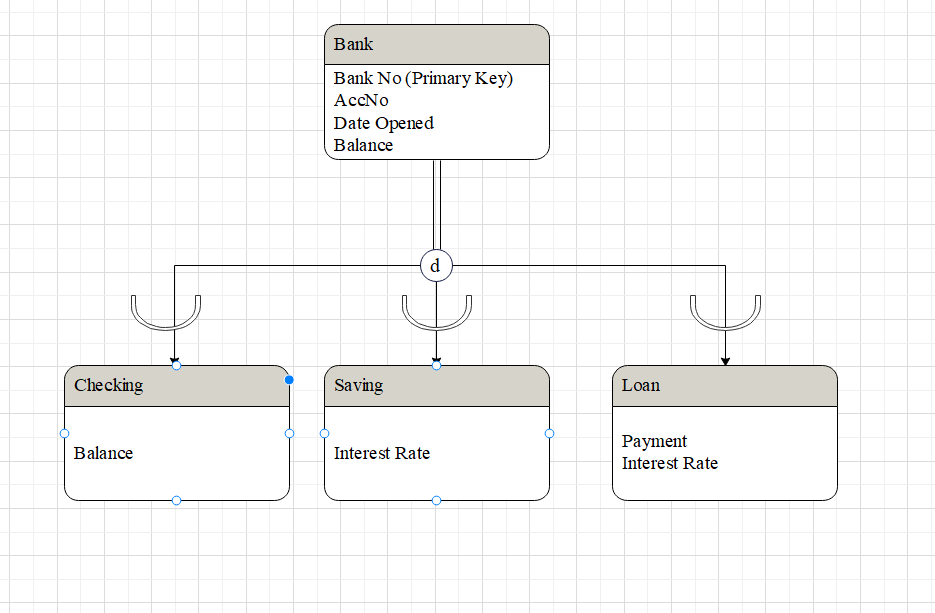 Bank
Bank No (Primary Key)
AccNo
Date Opened
Balance
d
Checking
Balance
Saving
Interest Rate
Loan
Payment
Interest Rate